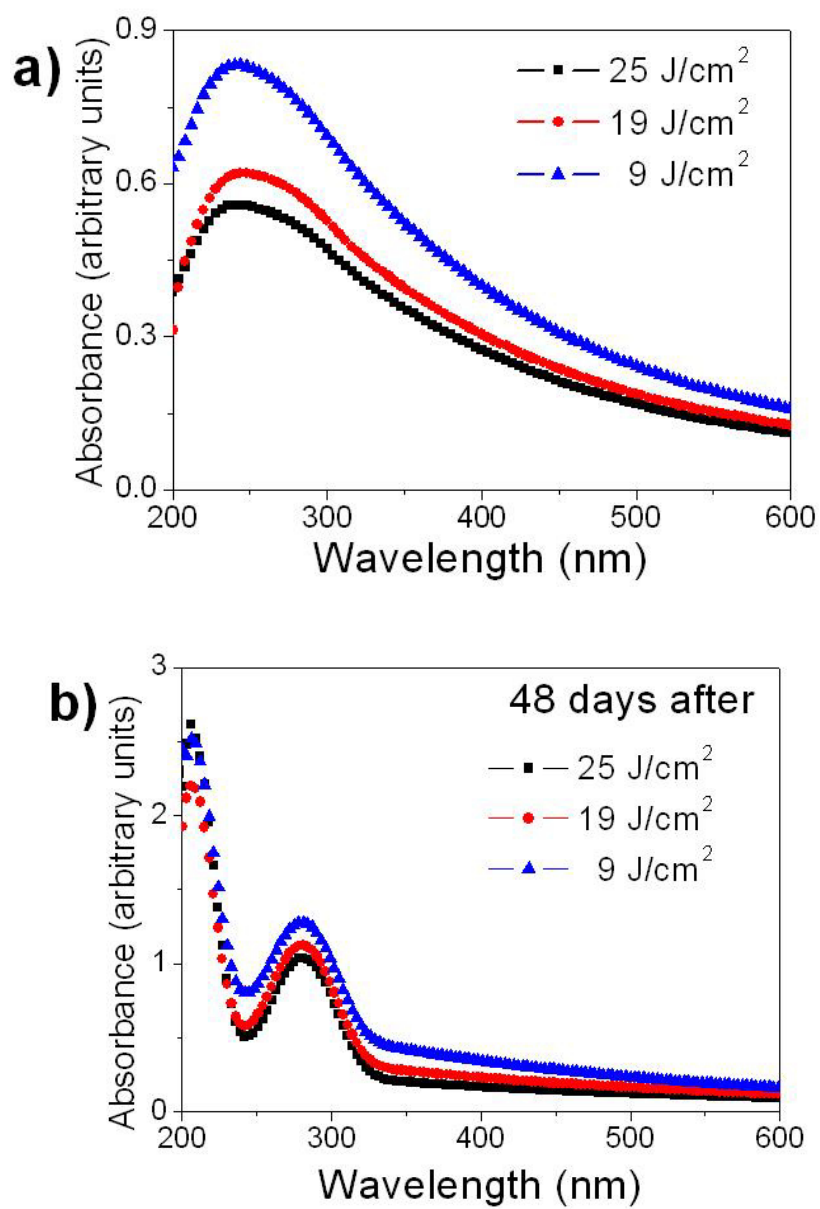 a)
Absorbance (arbitrary units)
0.9
0.6
0.3
0.0
25 J/cm²
19 J/cm²
9 J/cm²
200 300 400 500 600
Wavelength (nm)
b)
Absorbance (arbitrary units)
3
2
1
0
48 days after
25 J/cm²
19 J/cm²
9 J/cm²
200 300 400 500 600
Wavelength (nm)